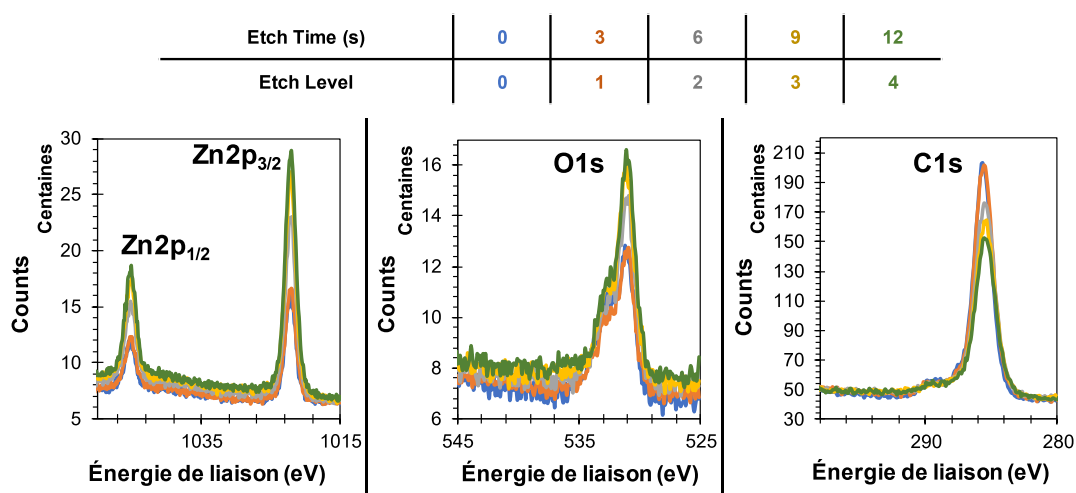 Etch Time (s) 0 3 6 9 12
Etch Level 0 1 2 3 4
Counts
Centaines
30
25
20
15
10
5
Zn2p1/2
Zn2p3/2
1035 1015
Énergie de liaison (eV)
Counts
Centaines
16
14
12
10
8
6
O1s
545 535 525
Énergie de liaison (eV)
Counts
Centaines
210
190
170
150
130
110
90
70
50
30
C1s
290 280
Énergie de liaison (eV)